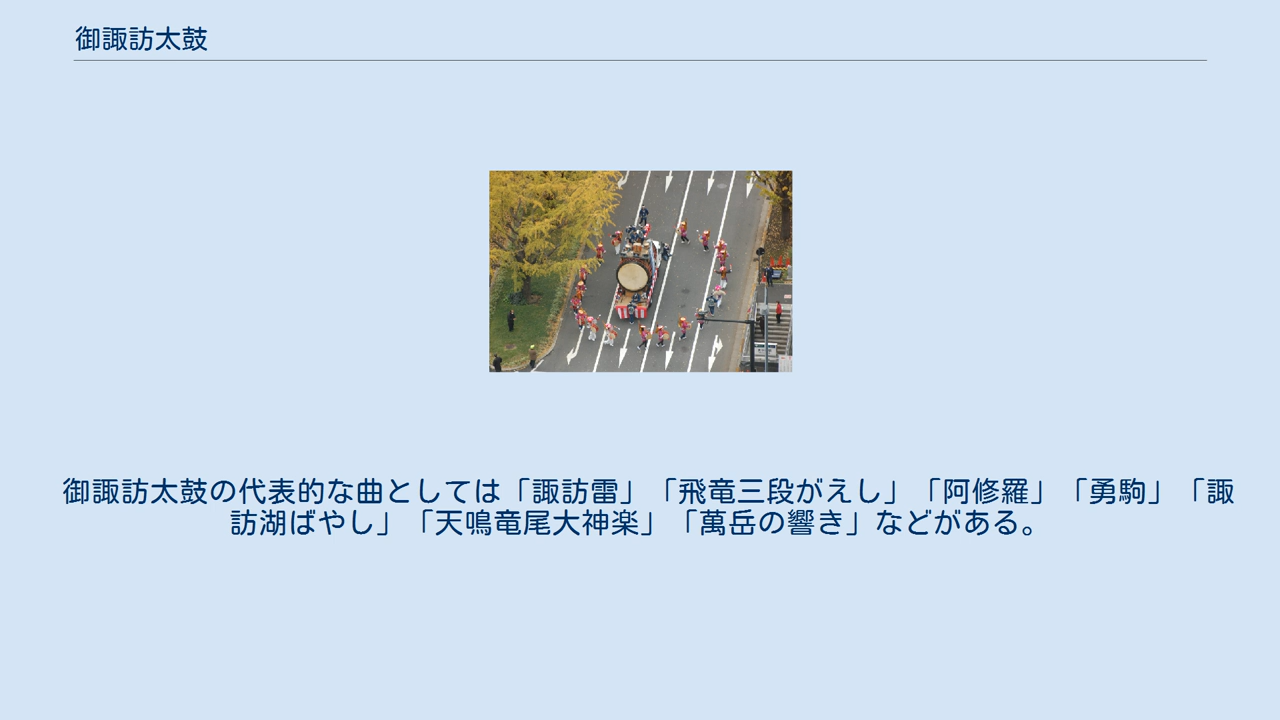 御諏訪太鼓
御諏訪太鼓の代表的な曲としては「諏訪雷」「飛竜三段がえし」「阿修羅」「勇駒」「諏
訪湖ばやし」「天鳴竜尾大神楽」「萬岳の響き」などがある。